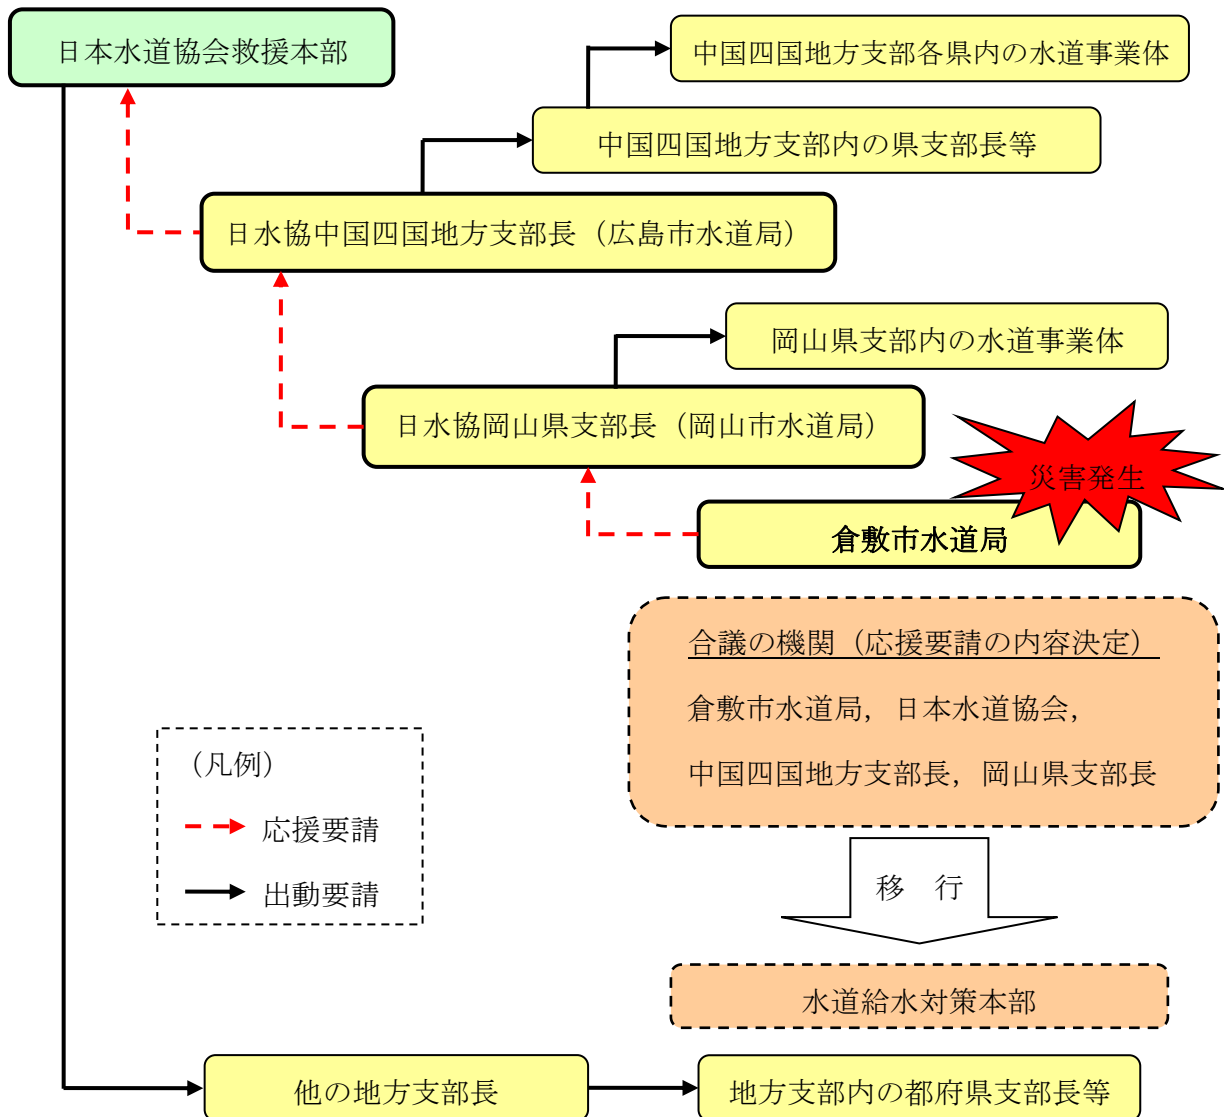 日本水道協会救援本部
中国四国地方支部各県内の水道事業体
中国四国地方支部内の県支部長等
日水協中国四国地方支部長（広島市水道局）
岡山県支部内の水道事業体
日水協岡山県支部長（岡山市水道局）
災害発生
倉敷市水道局
合議の機関（応援要請の内容決定）
倉敷市水道局，日本水道協会，
中国四国地方支部長，岡山県支部長
（凡例）
応援要請
出動要請
移　行
水道給水対策本部
他の地方支部長
地方支部内の都府県支部長等